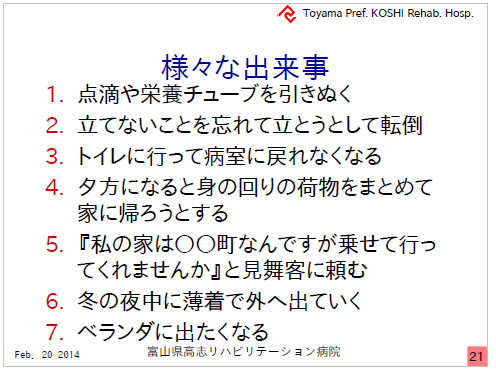 Toyama Pref. KOSHI Rehab. Hosp.
様々な出来事
1. 点滴や栄養チューブを引きぬく
2. 立てないことを忘れて立とうとして転倒
3. トイレに行って病室に戻れなくなる
4. 夕方になると身の回りの荷物をまとめて
家に帰ろうとする
5. 『私の家は〇〇町なんですが乗せて行っ
てくれませんか』と見舞客に頼む
6. 冬の夜中に薄着で外へ出ていく
7. ベランダに出たくなる
Feb. 20 2014
富山県高志リハビリテーション病院
21